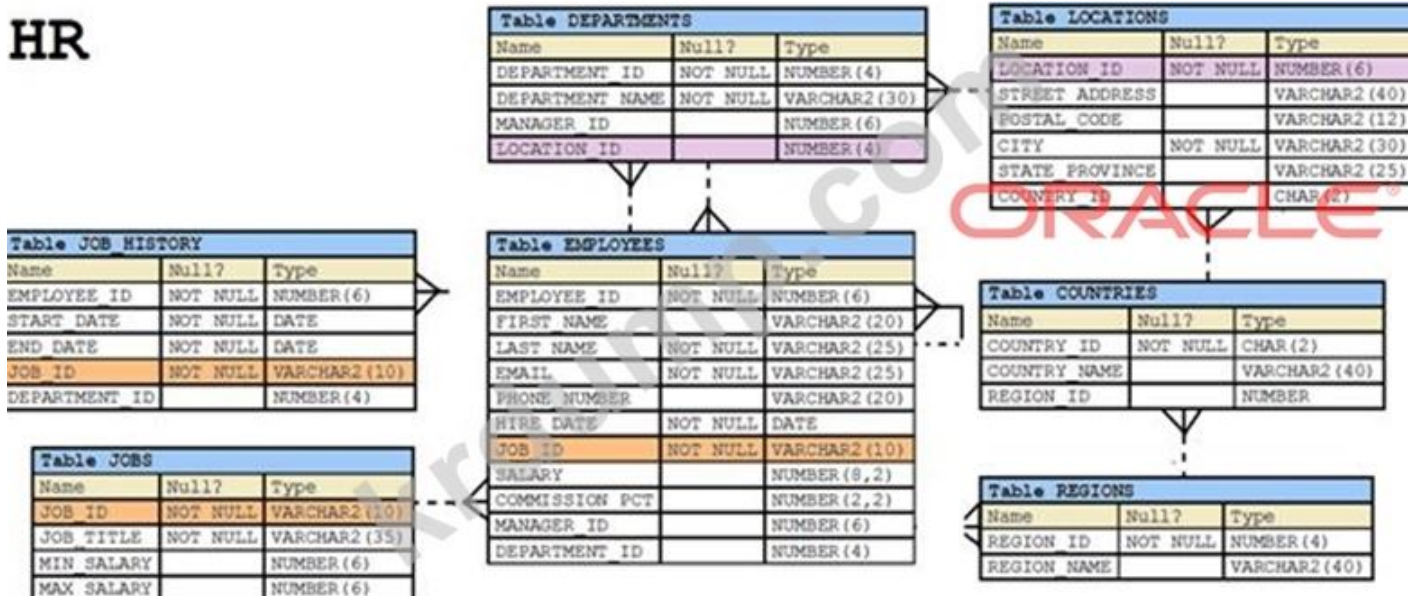 HR
Table DEPARTMENTS
Name Null? Type
DEPARTMENT_ID NOT NULL NUMBER(4)
DEPARTMENT_NAME NOT NULL VARCHAR2(30)
MANAGER_ID NUMBER(6)
LOCATION_ID NUMBER(4)
Table LOCATIONS
Name Null? Type
LOCATION_ID NOT NULL NUMBER(6)
STREET_ADDRESS VARCHAR2(40)
POSTAL_CODE VARCHAR2(12)
CITY NOT NULL VARCHAR2(30)
STATE_PROVINCE VARCHAR2(25)
COUNTRY_ID CHAR(2)
ORACLE®
Table JOB_HISTORY
Name Null? Type
EMPLOYEE_ID NOT NULL NUMBER(6)
START_DATE NOT NULL DATE
END_DATE NOT NULL DATE
JOB_ID NOT NULL VARCHAR2(10)
DEPARTMENT_ID NUMBER(4)
Table EMPLOYEES
Name Null? Type
EMPLOYEE_ID NOT NULL NUMBER(6)
FIRST_NAME VARCHAR2(20)
LAST_NAME NOT NULL VARCHAR2(25)
EMAIL NOT NULL VARCHAR2(25)
PHONE_NUMBER VARCHAR2(20)
HIRE_DATE NOT NULL DATE
JOB_ID NOT NULL VARCHAR2(10)
SALARY NUMBER(8,2)
COMMISSION_PCT NUMBER(2,2)
MANAGER_ID NUMBER(6)
DEPARTMENT_ID NUMBER(4)
Table COUNTRIES
Name Null? Type
COUNTRY_ID NOT NULL CHAR(2)
COUNTRY_NAME VARCHAR2(40)
REGION_ID NUMBER
Table JOBS
Name Null? Type
JOB_ID NOT NULL VARCHAR2(10)
JOB_TITLE NOT NULL VARCHAR2(35)
MIN_SALARY NUMBER(6)
MAX_SALARY NUMBER(6)
Table REGIONS
Name Null? Type
REGION_ID NOT NULL NUMBER(4)
REGION_NAME VARCHAR2(40)